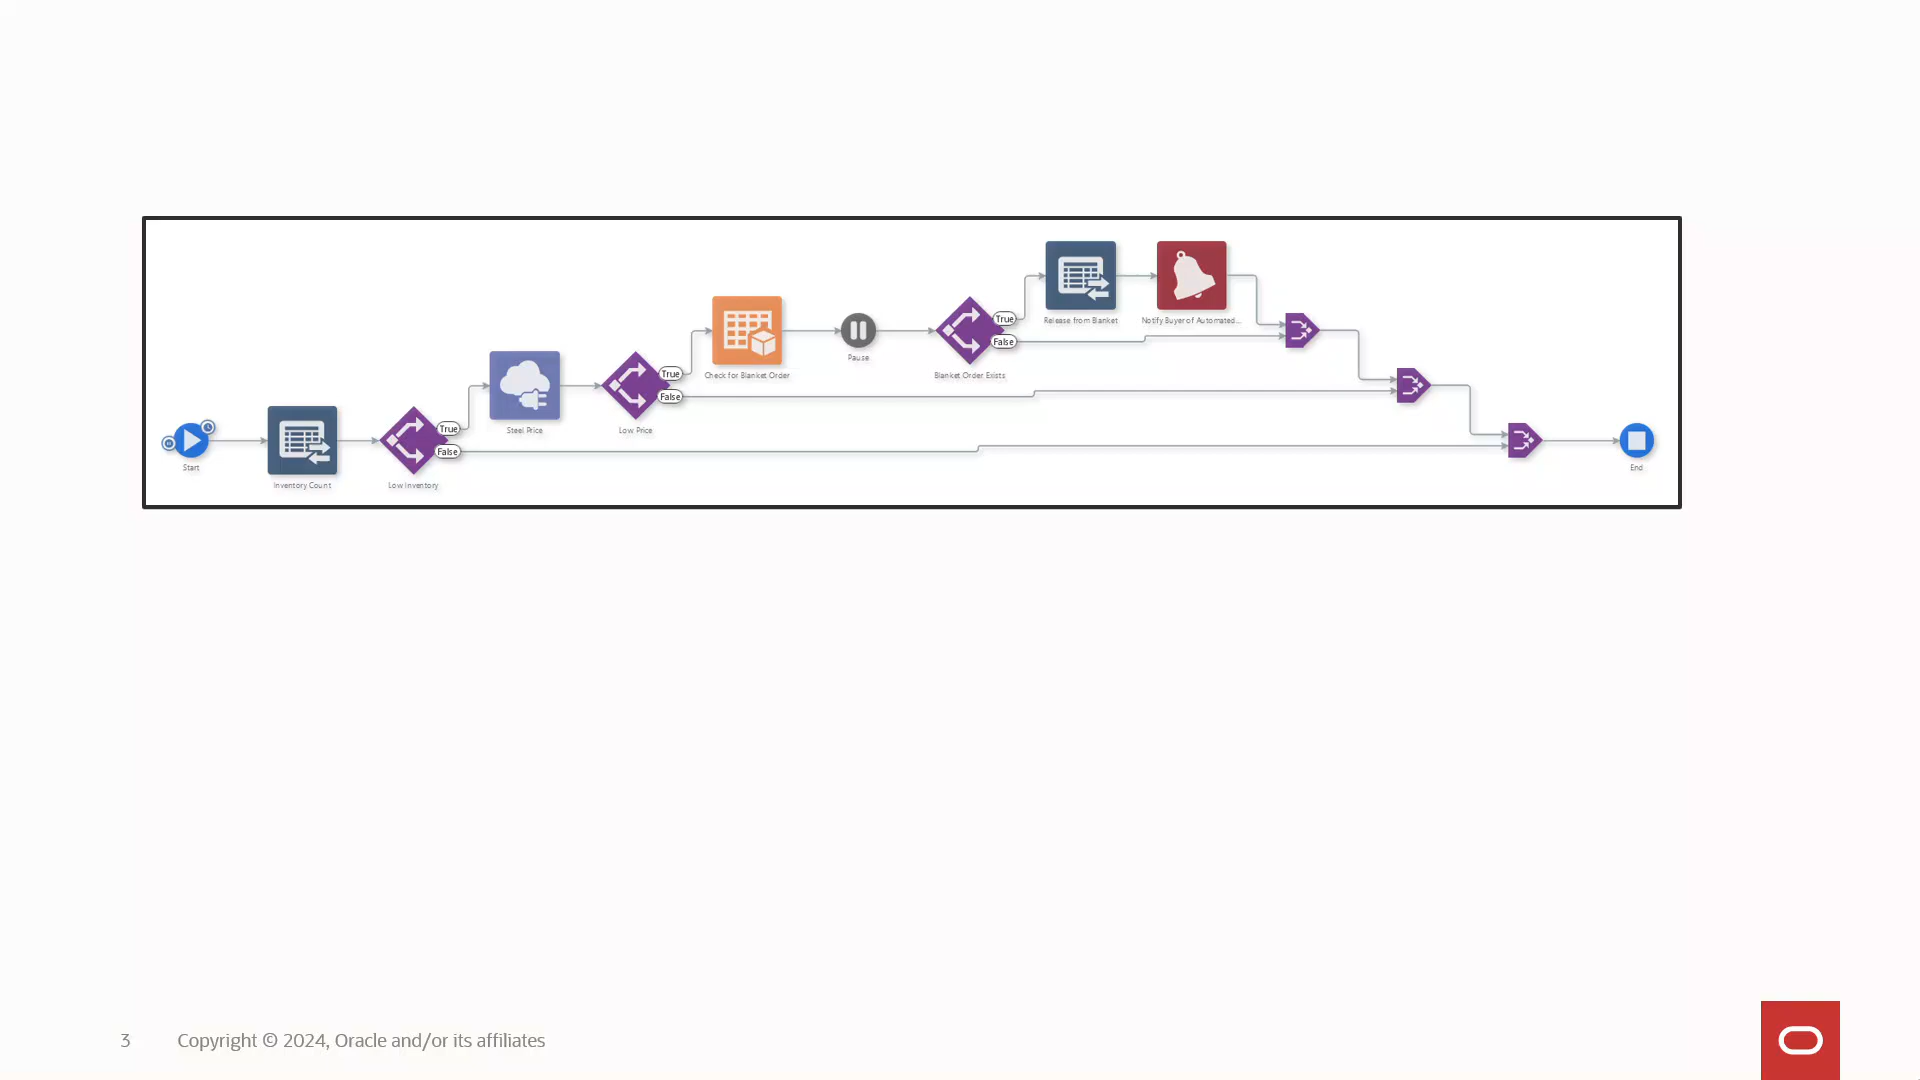 Release from Blanket
Notify Buyer of Automated...
True
False
Check for Blanket Order
Pause
Blanket Order Exists
True
False
Steel Price
Low Price
True
False
Start
Inventory Count
Low Inventory
End
3
Copyright © 2024, Oracle and/or its affiliates